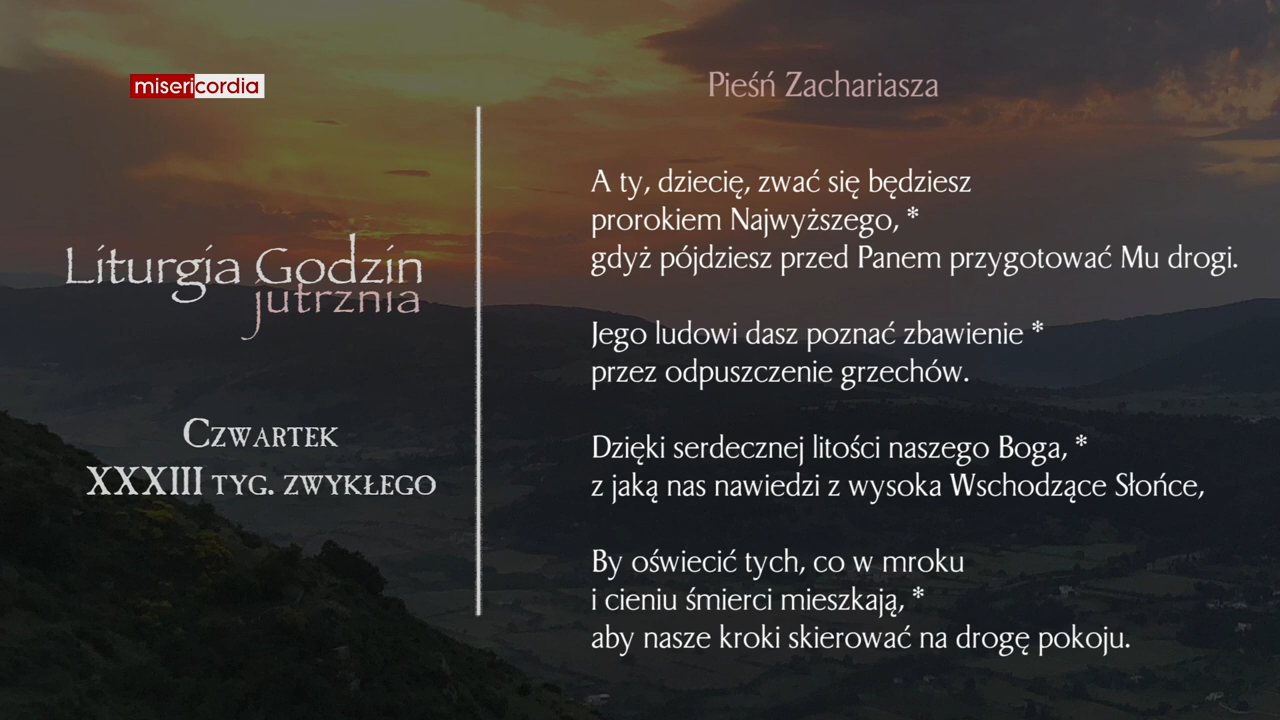 misericordia
Liturgia Godzin
jutrznia
Czwartek
XXXIII tyg. zwykłego
Pieśń Zachariasza
A ty, dziecię, zwać się będziesz
prorokiem Najwyższego, *
gdyż pójdziesz przed Panem przygotować Mu drogi.
Jego ludowi dasz poznać zbawienie *
przez odpuszczenie grzechów.
Dzięki serdecznej litości naszego Boga, *
z jaką nas nawiedzi z wysoka Wschodzące Słońce,
By oświecić tych, co w mroku
i cieniu śmierci mieszkają, *
aby nasze kroki skierować na drogę pokoju.